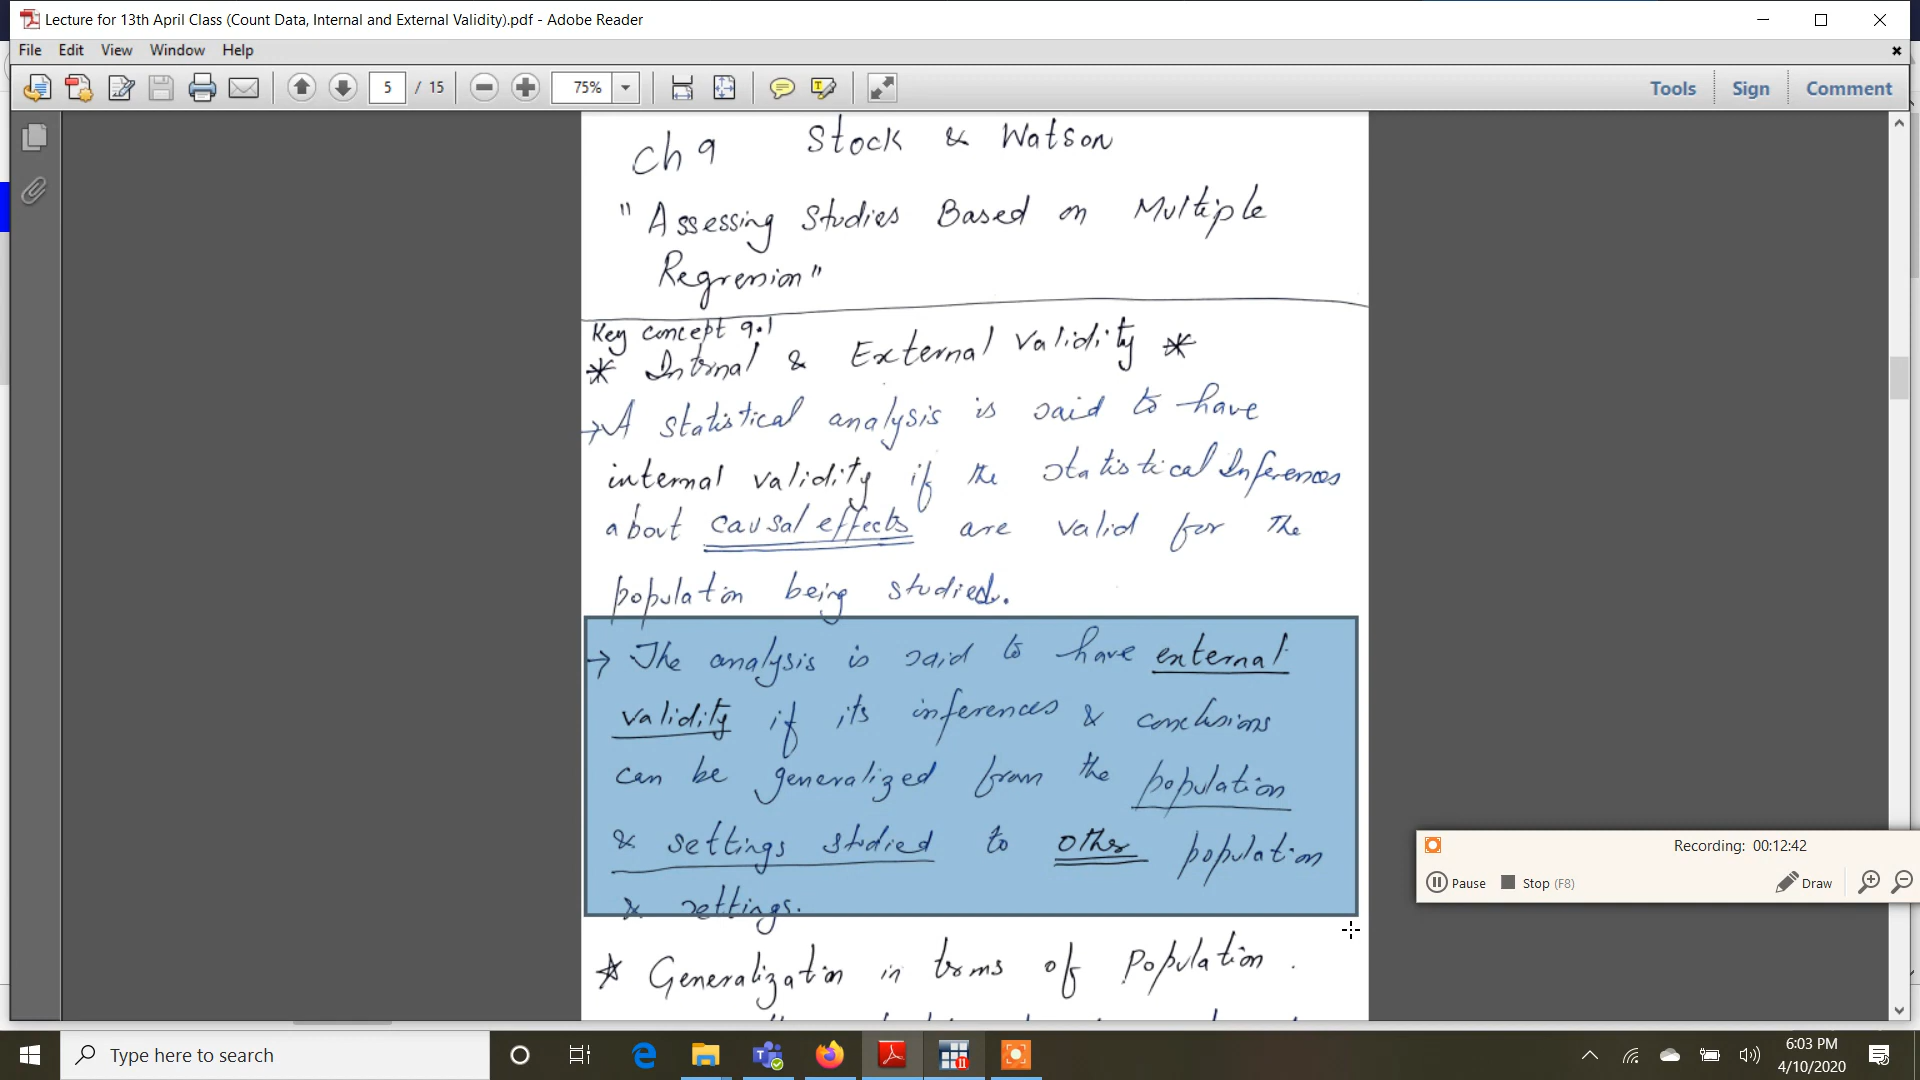 Lecture for 13th April Class (Count Data, Internal and External Validity).pdf - Adobe Reader
File Edit View Window Help
5 / 15 75% Tools Sign Comment
Ch 9 Stock & Watson
"Assessing Studies Based on Multiple
Regression"
Key concept 9.1
* Internal & External Validity *
→ A statistical analysis is said to have
internal validity if the statistical Inferences
about causal effects are valid for the
population being studied.
→ The analysis is said to have external
validity if its inferences & conclusions
can be generalized from the population
& settings studied to other population
& settings.
* Generalization in terms of Population.
Recording: 00:12:42
Pause Stop (F8) Draw
Type here to search
6:03 PM
4/10/2020